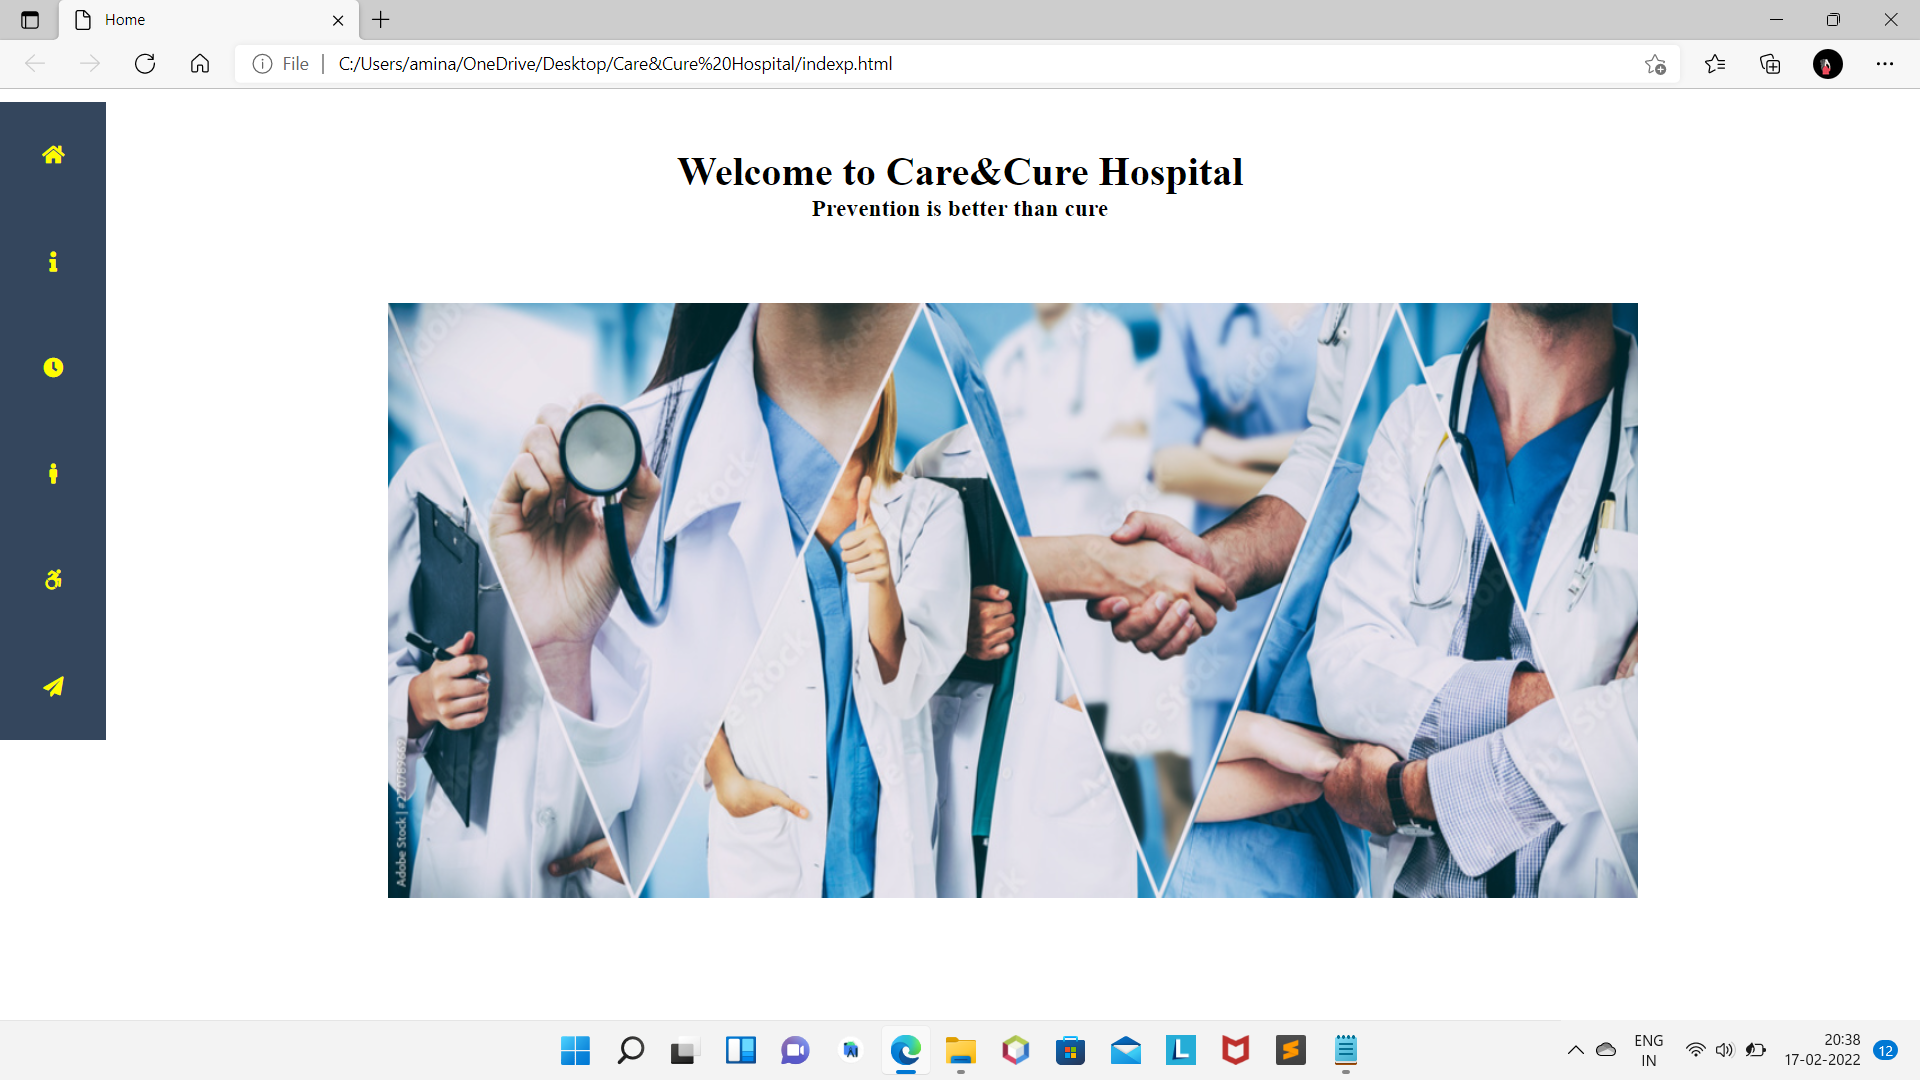 Home
File
C:/Users/amina/OneDrive/Desktop/Care&Cure%20Hospital/indexp.html
Welcome to Care&Cure Hospital
Prevention is better than cure
Adobe Stock | #270789669
ENG
IN
20:38
17-02-2022
12